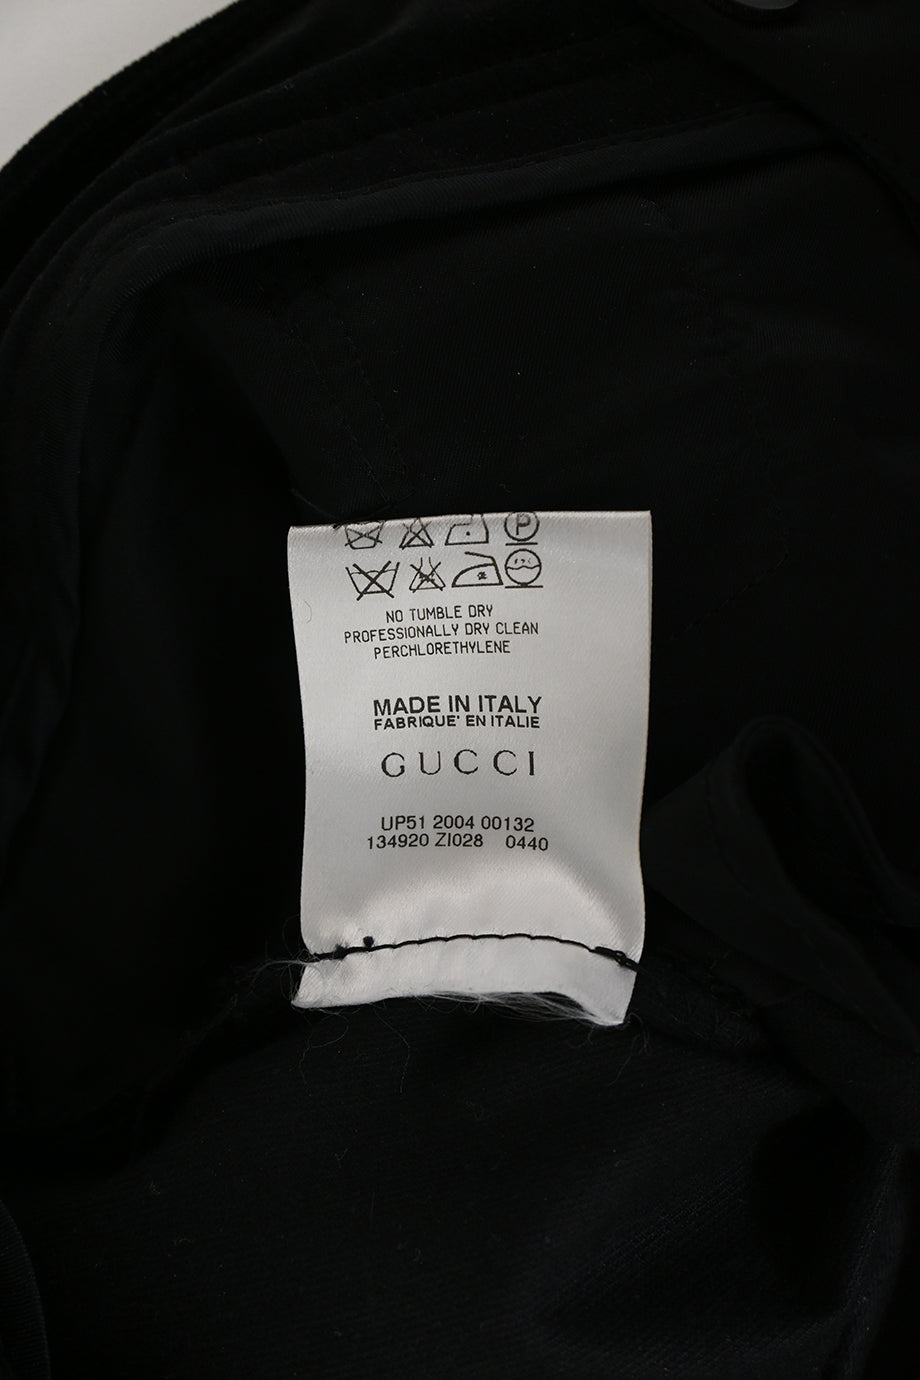 P
NO TUMBLE DRY
PROFESSIONALLY DRY CLEAN
PERCHLORETHYLENE
MADE IN ITALY
FABRIQUE' EN ITALIE
GUCCI
UP51 2004 00132
134920 ZI028 0440